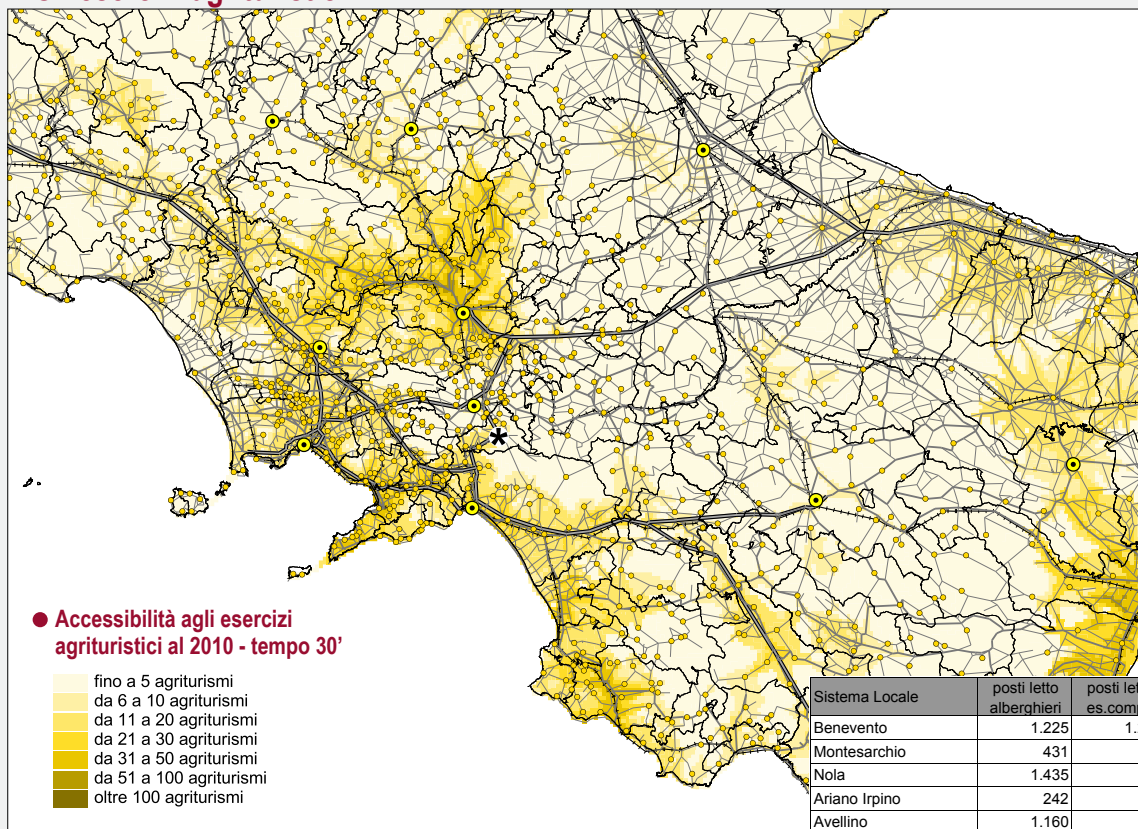 ● Accessibilità agli esercizi
agrituristici al 2010 - tempo 30’
fino a 5 agriturismi
da 6 a 10 agriturismi
da 11 a 20 agriturismi
da 21 a 30 agriturismi
da 31 a 50 agriturismi
da 51 a 100 agriturismi
oltre 100 agriturismi
*
Sistema Locale posti letto alberghieri posti
Benevento 1.225 1.
Montesarchio 431
Nola 1.435
Ariano Irpino 242
Avellino 1.160